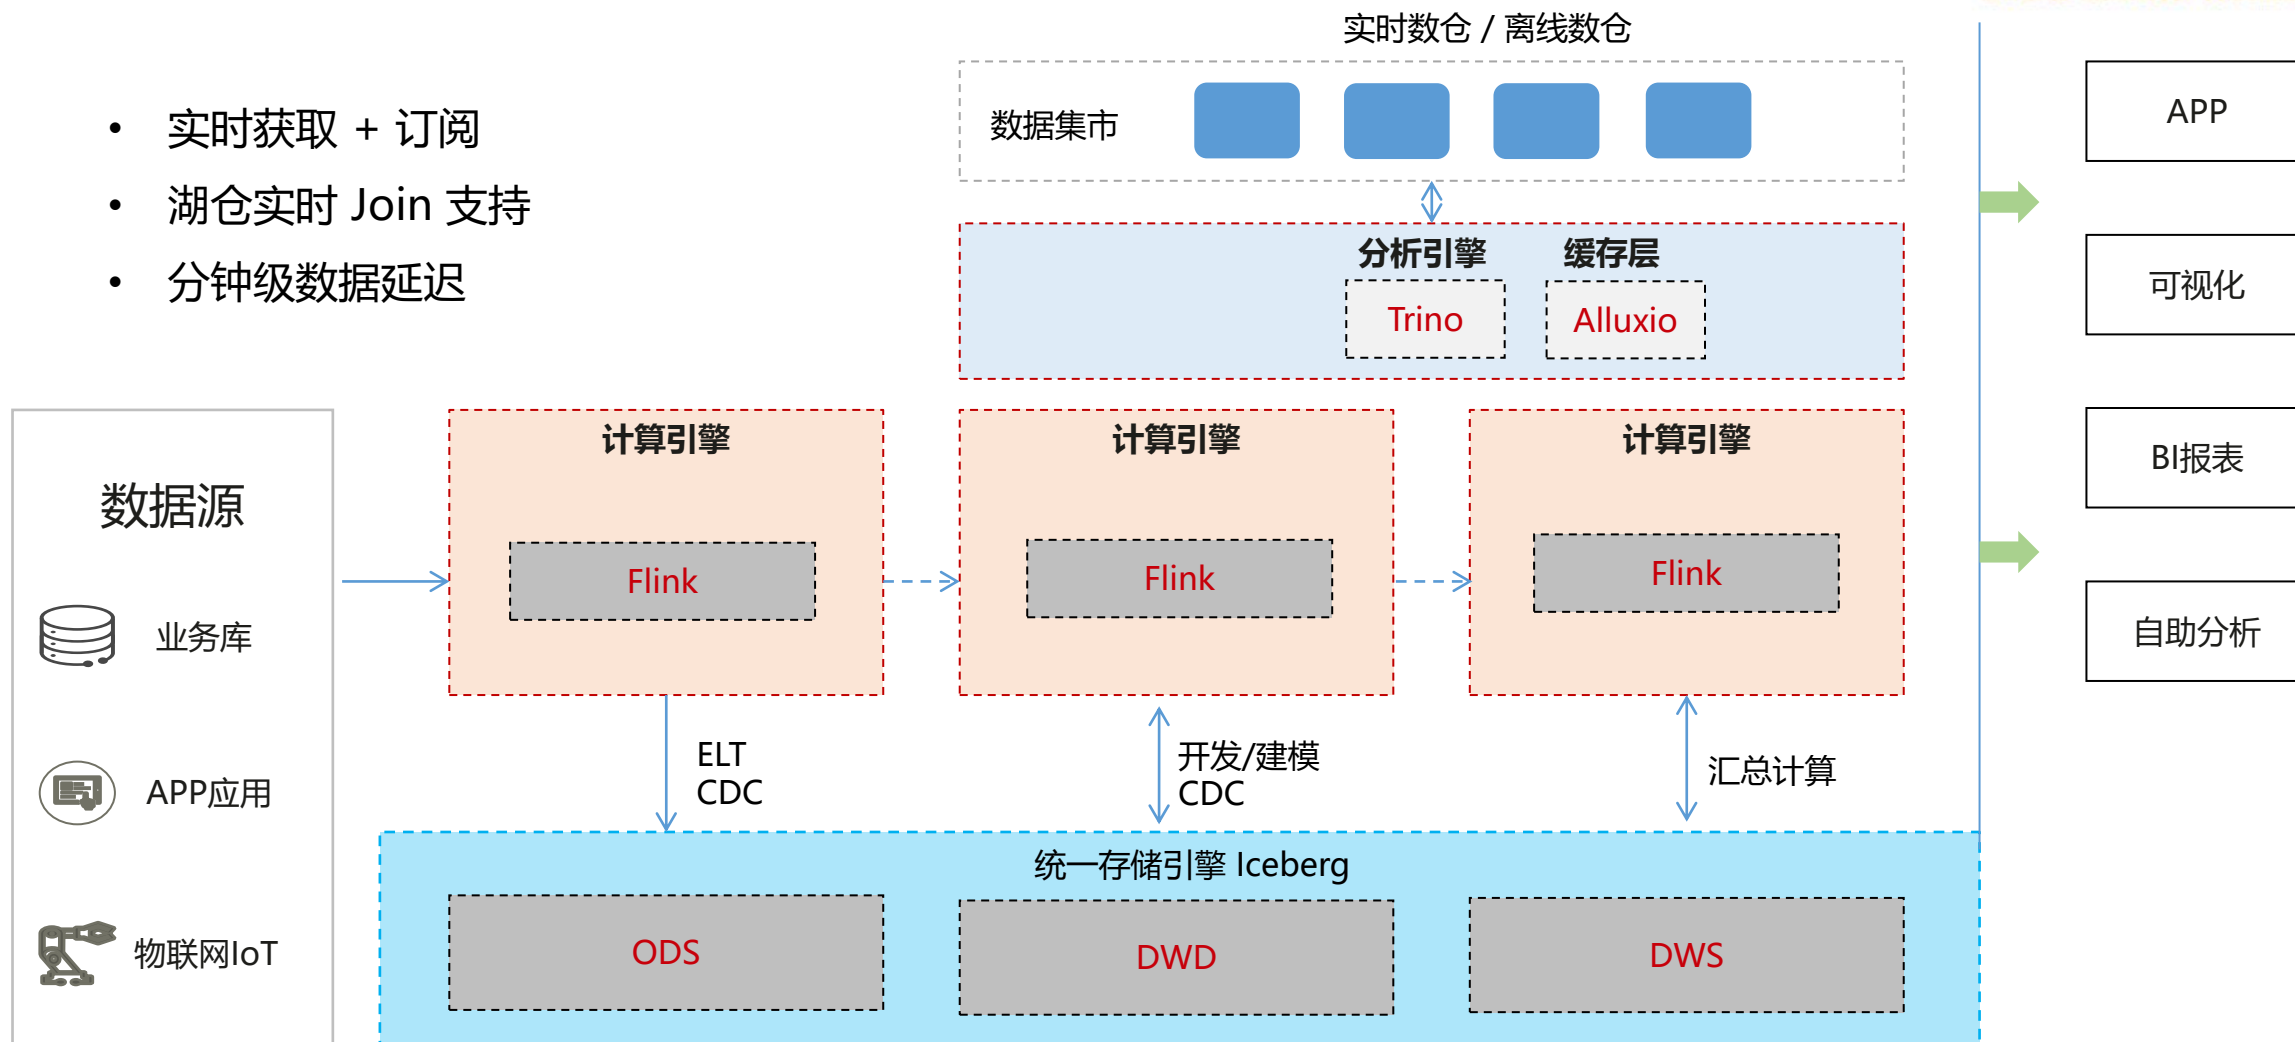 实时数仓 / 离线数仓
• 实时获取 + 订阅
• 湖仓实时 Join 支持
• 分钟级数据延迟
数据集市
分析引擎
缓存层
Trino
Alluxio
数据源
业务库
APP应用
物联网IoT
计算引擎
Flink
计算引擎
Flink
计算引擎
Flink
ELT
CDC
开发/建模
CDC
汇总计算
统一存储引擎 Iceberg
ODS
DWD
DWS
APP
可视化
BI报表
自助分析